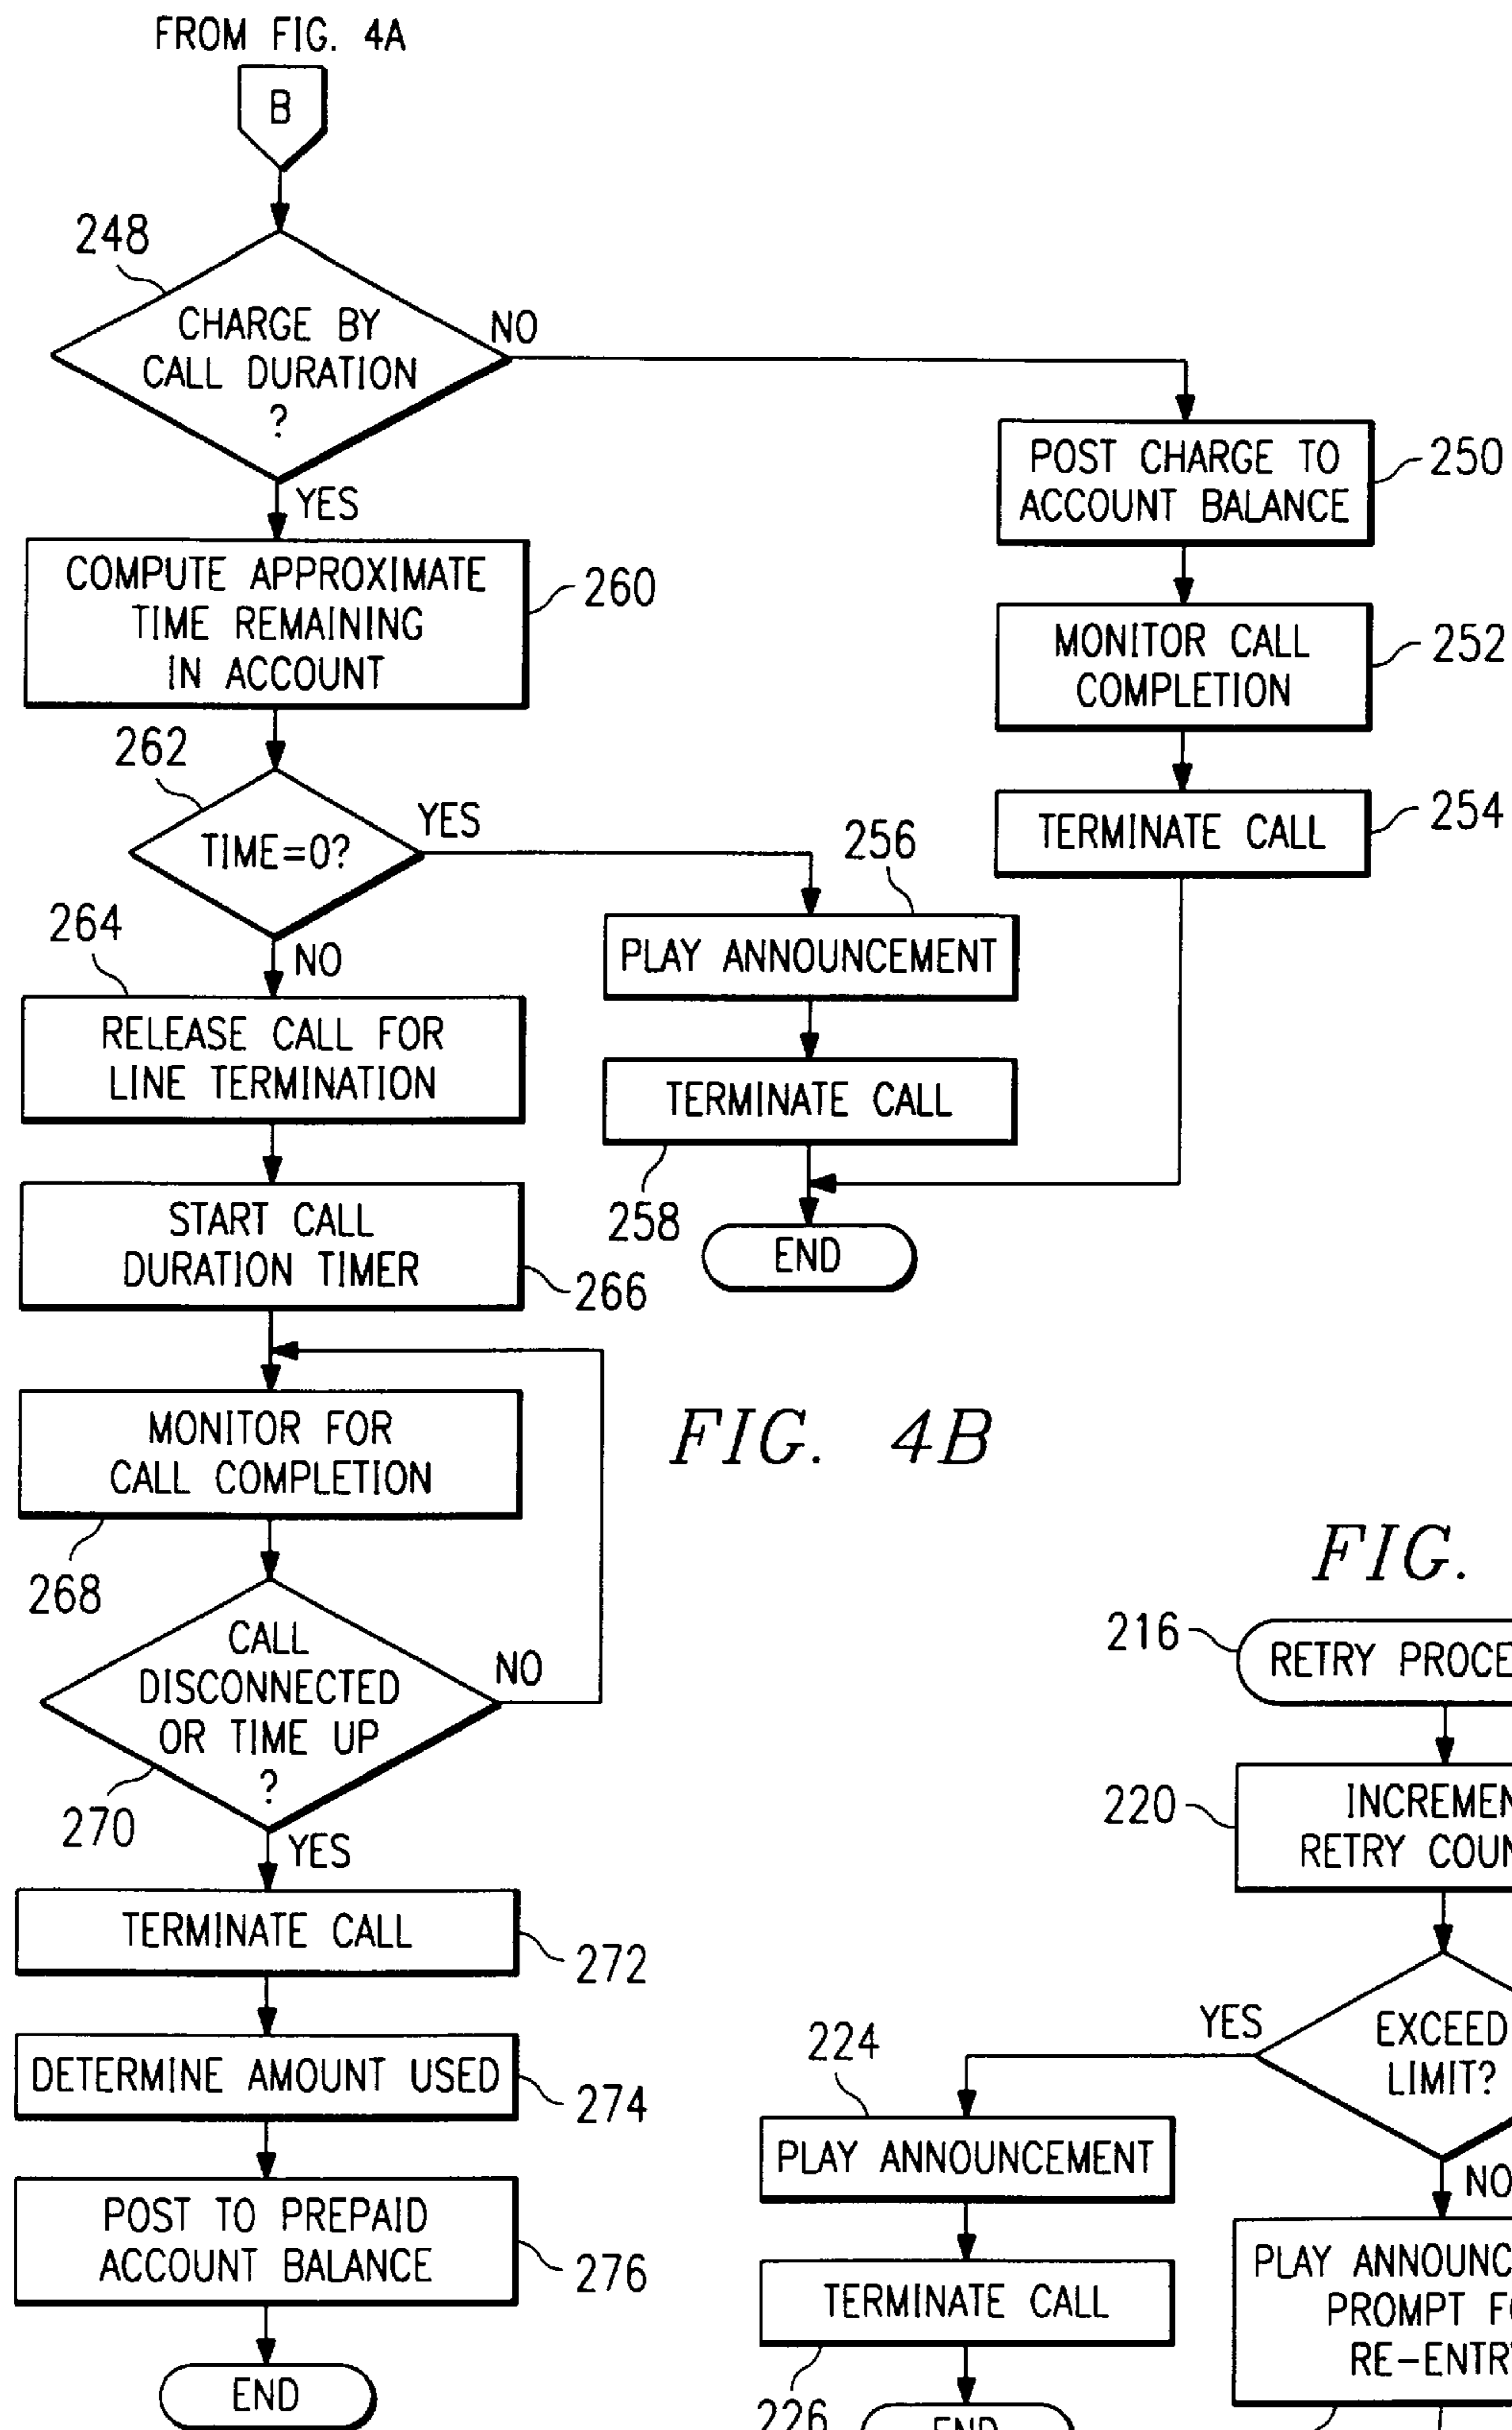 FROM FIG. 4A
B
248
CHARGE BY
CALL DURATION
?
NO
YES
POST CHARGE TO
ACCOUNT BALANCE
250
COMPUTE APPROXIMATE
TIME REMAINING
IN ACCOUNT
260
MONITOR CALL
COMPLETION
252
262
TIME=0?
YES
NO
TERMINATE CALL
254
256
PLAY ANNOUNCEMENT
264
RELEASE CALL FOR
LINE TERMINATION
TERMINATE CALL
258
END
START CALL
DURATION TIMER
266
MONITOR FOR
CALL COMPLETION
268
FIG. 4B
CALL
DISCONNECTED
OR TIME UP
?
NO
270
YES
TERMINATE CALL
272
DETERMINE AMOUNT USED
274
POST TO PREPAID
ACCOUNT BALANCE
276
END
FIG.
216
RETRY PROCE
220
INCREMEN
RETRY COUN
EXCEED
LIMIT?
YES
NO
224
PLAY ANNOUNCEMENT
TERMINATE CALL
226
END
PLAY ANNOUNC
PROMPT FO
RE-ENTR